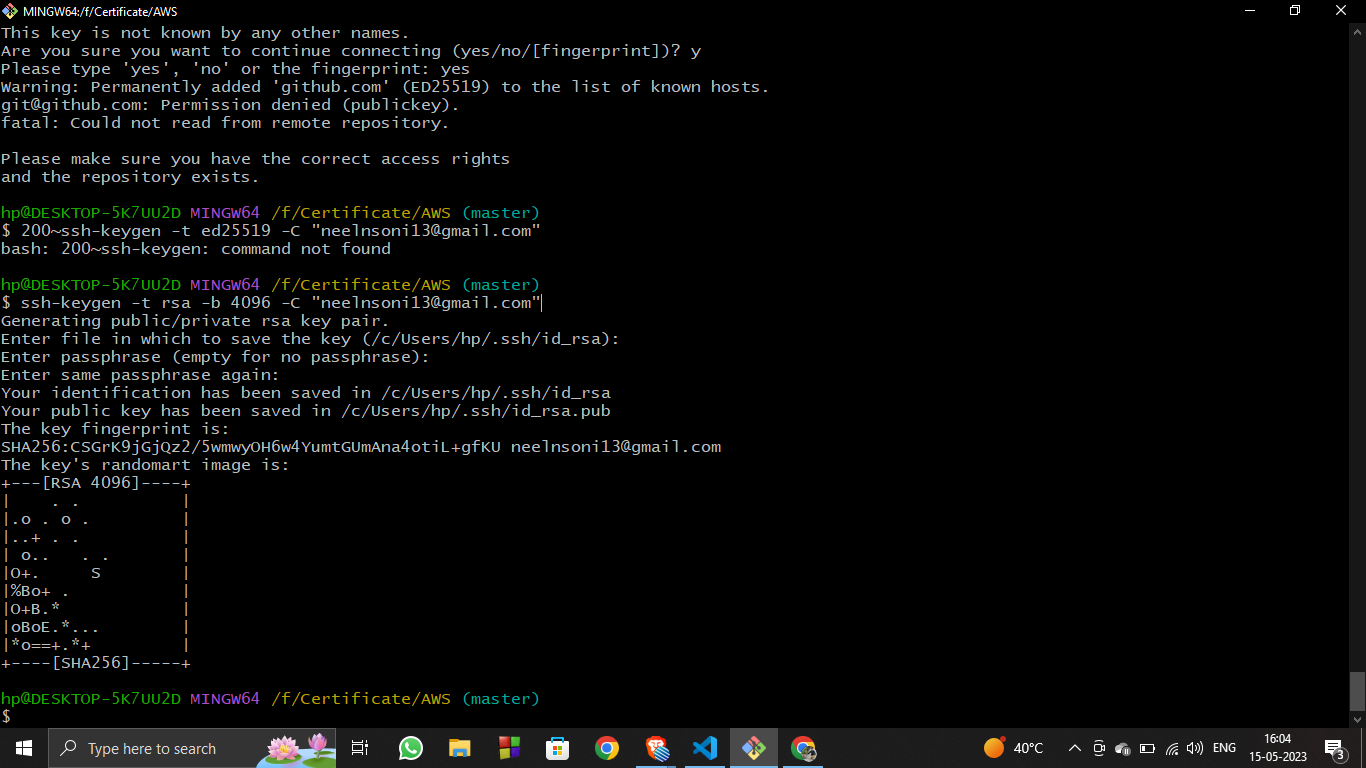 MINGW64:/f/Certificate/AWS
This key is not known by any other names.
Are you sure you want to continue connecting (yes/no/[fingerprint])? y
Please type 'yes', 'no' or the fingerprint: yes
Warning: Permanently added 'github.com' (ED25519) to the list of known hosts.
git@github.com: Permission denied (publickey).
fatal: Could not read from remote repository.

Please make sure you have the correct access rights
and the repository exists.

hp@DESKTOP-5K7UU2D MINGW64 /f/Certificate/AWS (master)
$ 200~ssh-keygen -t ed25519 -C "neelnsoni13@gmail.com"
bash: 200~ssh-keygen: command not found

hp@DESKTOP-5K7UU2D MINGW64 /f/Certificate/AWS (master)
$ ssh-keygen -t rsa -b 4096 -C "neelnsoni13@gmail.com"
Generating public/private rsa key pair.
Enter file in which to save the key (/c/Users/hp/.ssh/id_rsa):
Enter passphrase (empty for no passphrase):
Enter same passphrase again:
Your identification has been saved in /c/Users/hp/.ssh/id_rsa
Your public key has been saved in /c/Users/hp/.ssh/id_rsa.pub
The key fingerprint is:
SHA256:CSGrK9jGjQz2/5wmwyOH6w4YumtGUmAna4otiL+gfKU neelnsoni13@gmail.com
The key's randomart image is:
+---[RSA 4096]----+
|    . .          |
|.o . o .         |
|..+ . .          |
| o..   . .       |
|O+.     S        |
|%Bo+ .           |
|O+B.*            |
|oBoE.*...        |
|*o==+.*+         |
+----[SHA256]-----+

hp@DESKTOP-5K7UU2D MINGW64 /f/Certificate/AWS (master)
$
Type here to search
40°C
ENG
16:04
15-05-2023
3